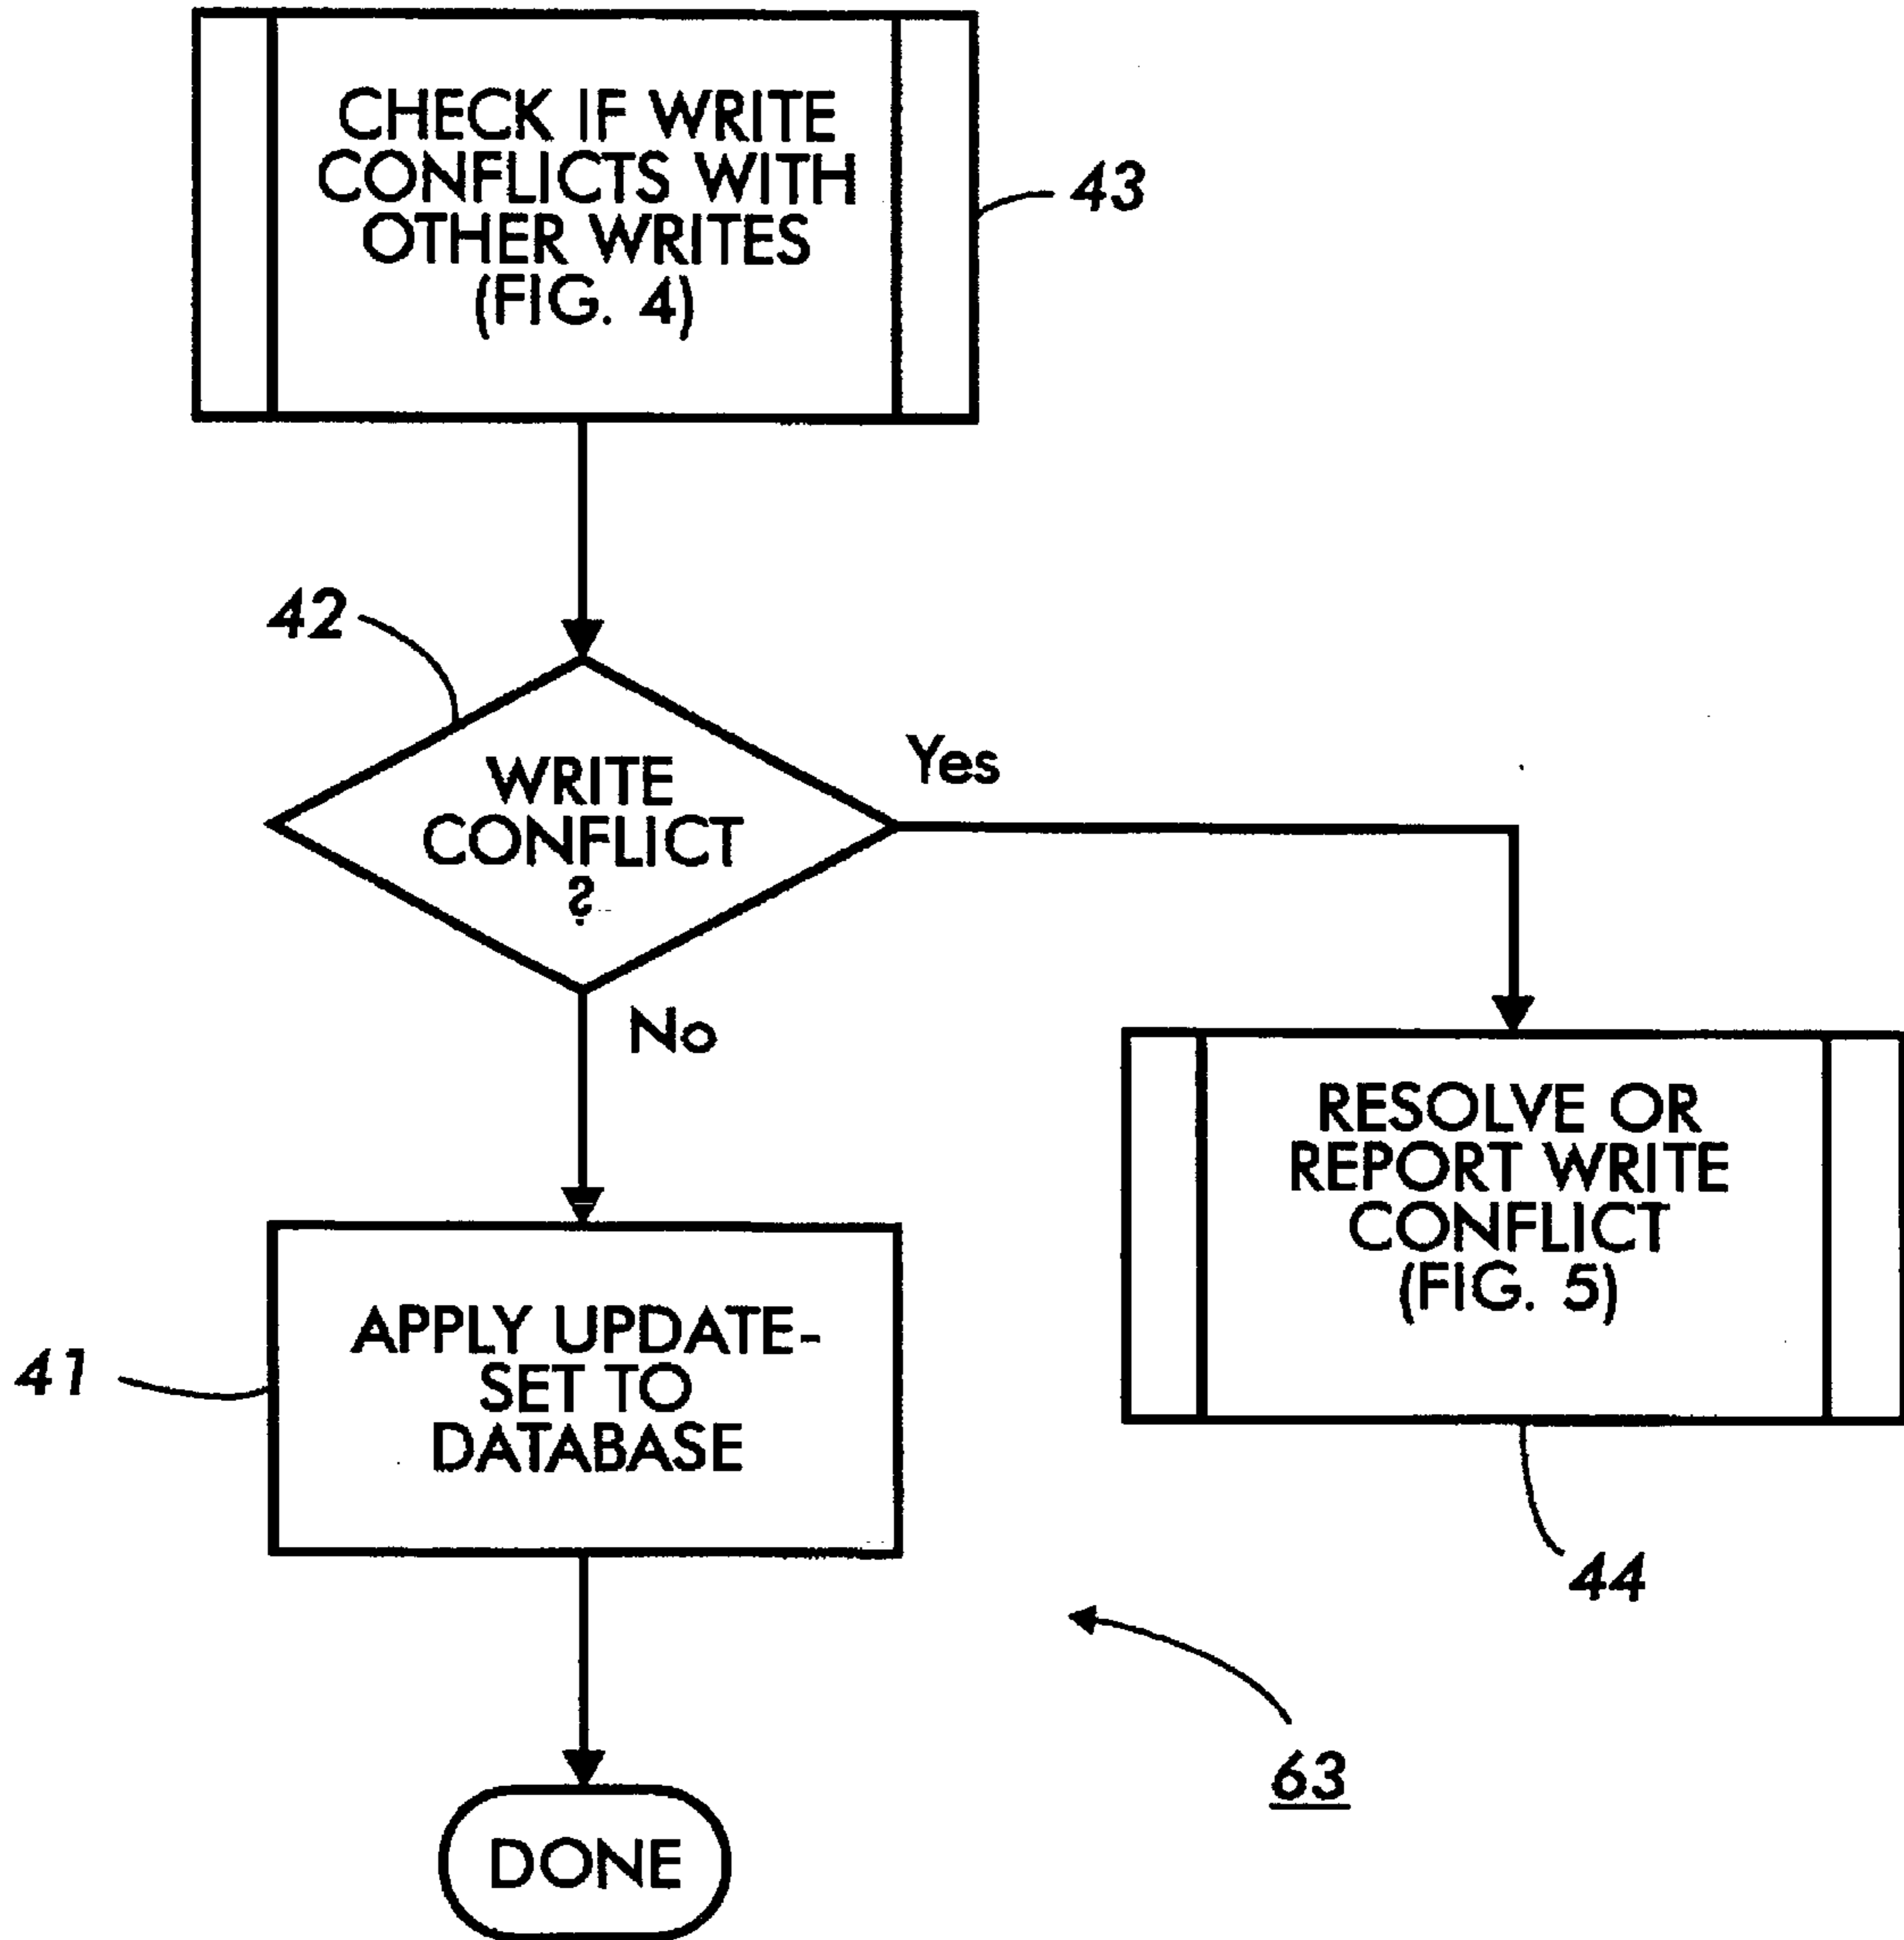 CHECK IF WRITE
CONFLICTS WITH
OTHER WRITES
(FIG. 4)
43
42
WRITE
CONFLICT
?
Yes
No
RESOLVE OR
REPORT WRITE
CONFLICT
(FIG. 5)
44
APPLY UPDATE-
SET TO
DATABASE
41
63
DONE